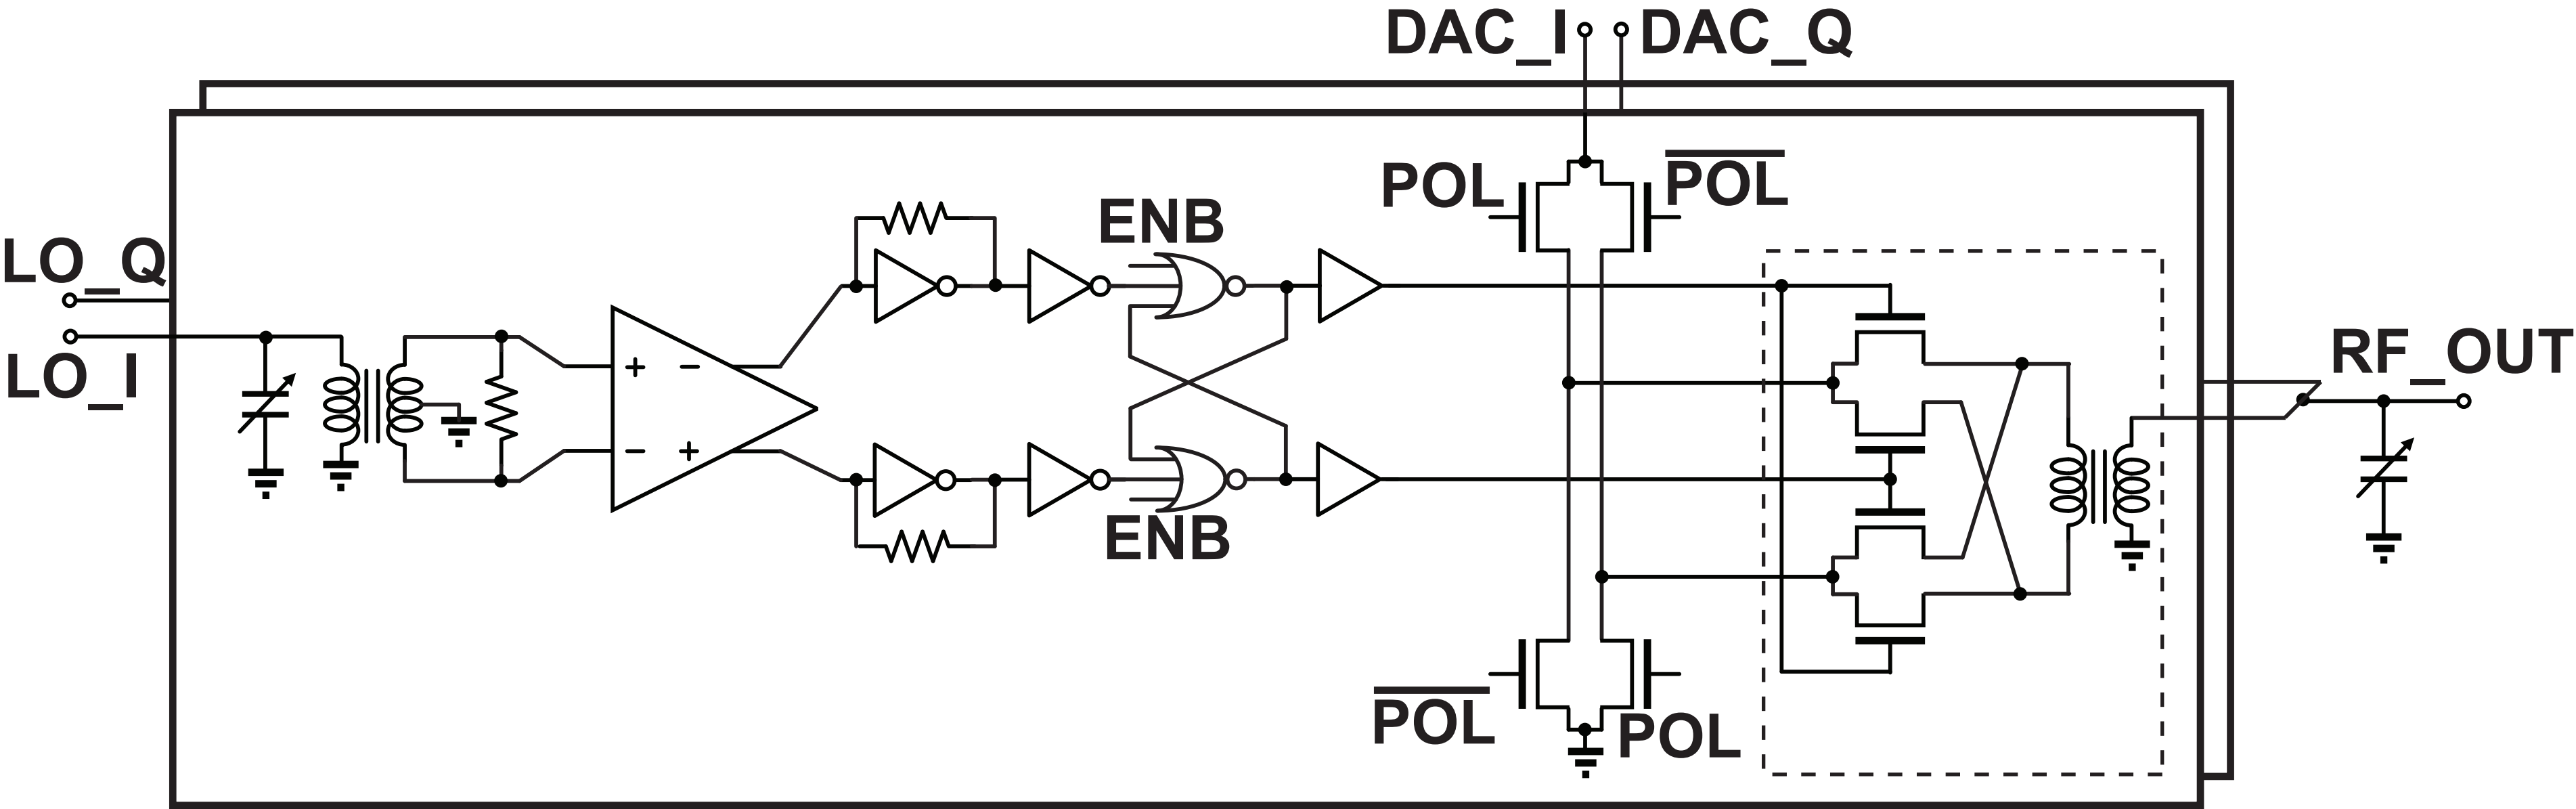 DAC_I DAC_Q
POL POL
ENB
LO_Q
LO_I
RF_OUT
+ −
− +
ENB
POL POL